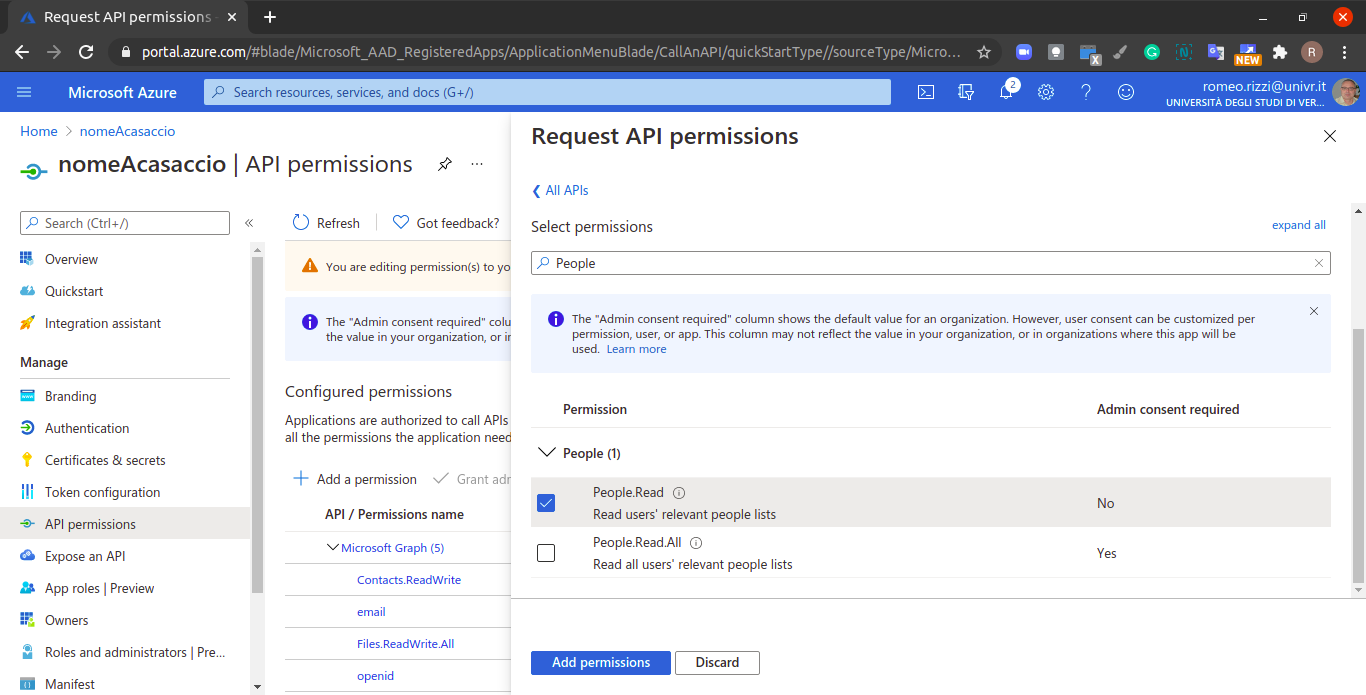 Request API permissions -
portal.azure.com/#blade/Microsoft_AAD_RegisteredApps/ApplicationMenuBlade/CallAnAPI/quickStartType//sourceType/Micro...
X
G
N
NEW
R
Microsoft Azure
Search resources, services, and docs (G+/)
2
romeo.rizzi@univr.it
UNIVERSITÀ DEGLI STUDI DI VER...
Home > nomeAcasaccio
nomeAcasaccio | API permissions
...
Search (Ctrl+/)
«
Overview
Quickstart
Integration assistant
Manage
Branding
Authentication
Certificates & secrets
Token configuration
API permissions
Expose an API
App roles | Preview
Owners
Roles and administrators | Pre...
Manifest
Refresh
Got feedback?
You are editing permission(s) to yo
The "Admin consent required" colu
the value in your organization, or in
Configured permissions
Applications are authorized to call APIs
all the permissions the application need
Add a permission
Grant adr
API / Permissions name
Microsoft Graph (5)
Contacts.ReadWrite
email
Files.ReadWrite.All
openid
Request API permissions
All APIs
Select permissions
expand all
People
The "Admin consent required" column shows the default value for an organization. However, user consent can be customized per
permission, user, or app. This column may not reflect the value in your organization, or in organizations where this app will be
used. Learn more
Permission
Admin consent required
People (1)
People.Read
Read users' relevant people lists
No
People.Read.All
Read all users' relevant people lists
Yes
Add permissions
Discard